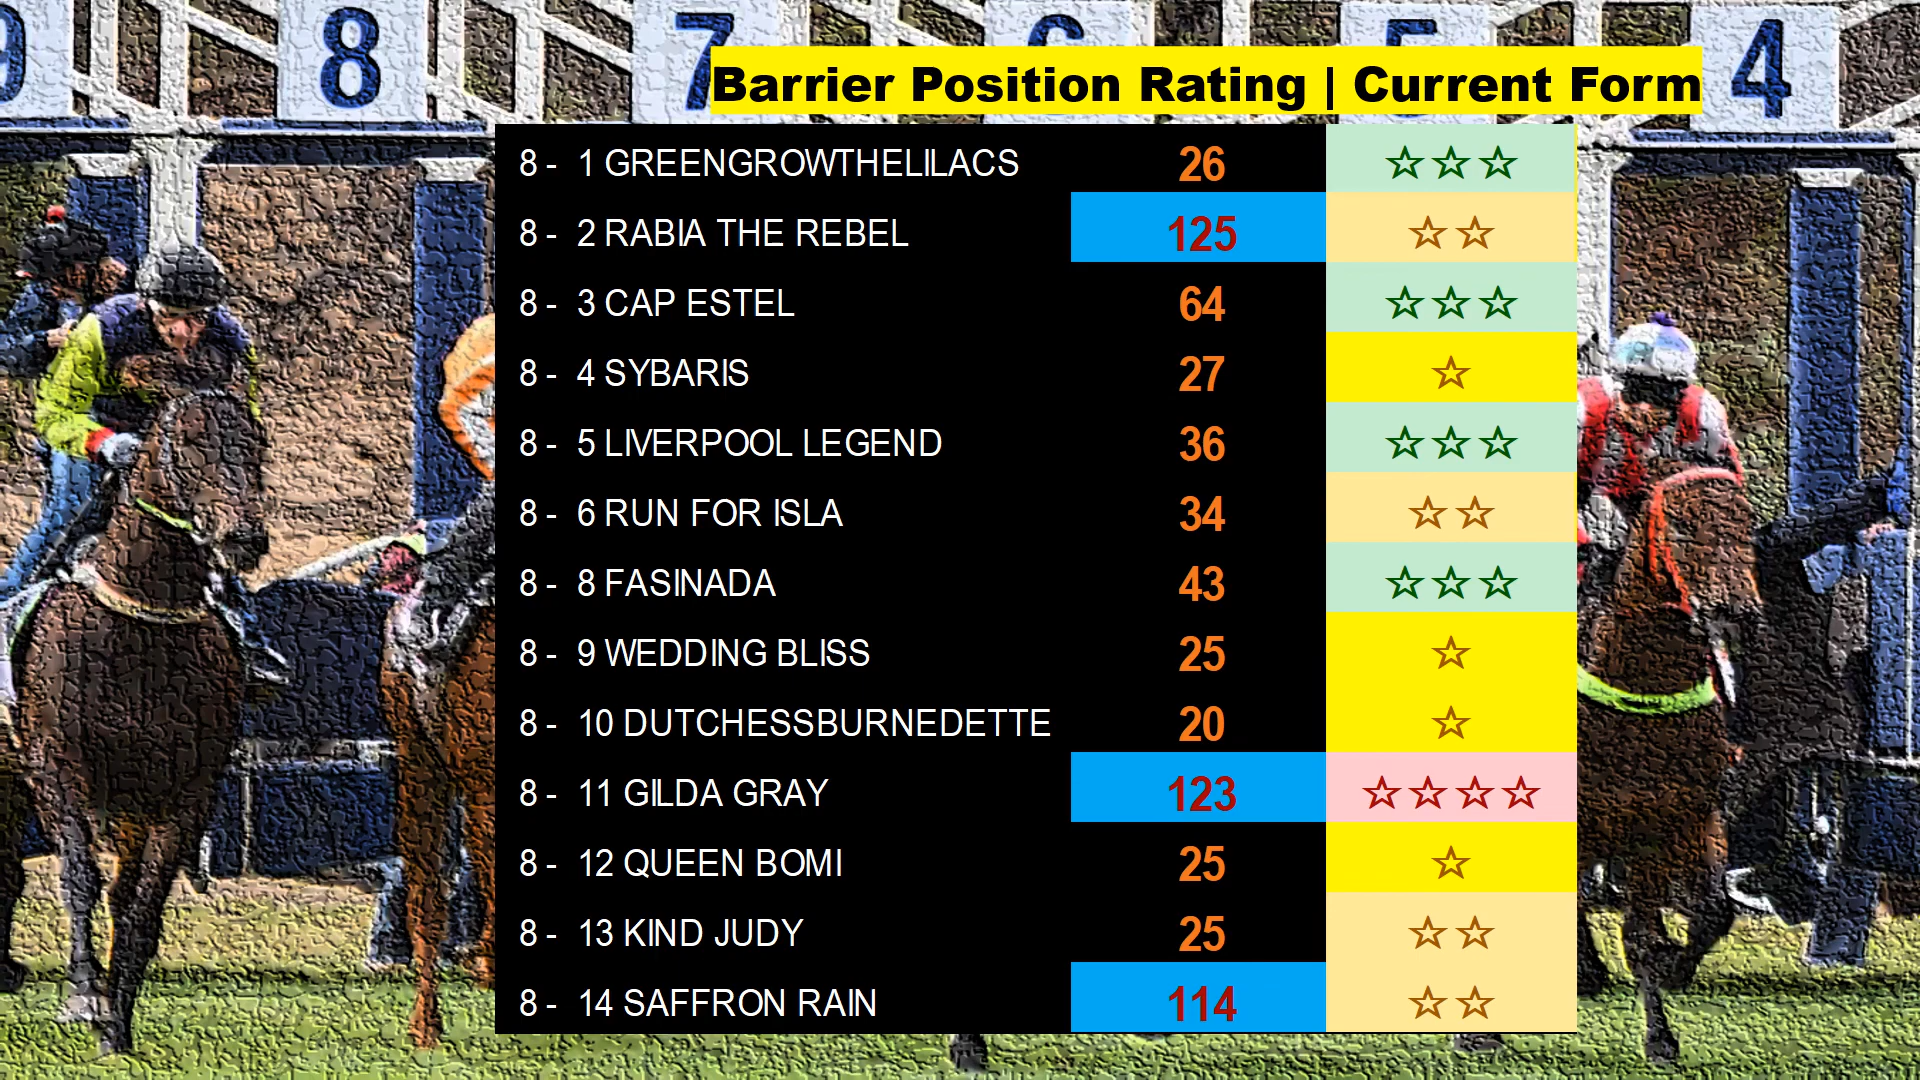 9 8 7 6 5 4
Barrier Position Rating | Current Form
8 - 1 GREENGROWTHELILACS 26 ☆☆☆
8 - 2 RABIA THE REBEL 125 ☆☆
8 - 3 CAP ESTEL 64 ☆☆☆
8 - 4 SYBARIS 27 ☆
8 - 5 LIVERPOOL LEGEND 36 ☆☆☆
8 - 6 RUN FOR ISLA 34 ☆☆
8 - 8 FASINADA 43 ☆☆☆
8 - 9 WEDDING BLISS 25 ☆
8 - 10 DUTCHESSBURNEDETTE 20 ☆
8 - 11 GILDA GRAY 123 ☆☆☆☆
8 - 12 QUEEN BOMI 25 ☆
8 - 13 KIND JUDY 25 ☆☆
8 - 14 SAFFRON RAIN 114 ☆☆